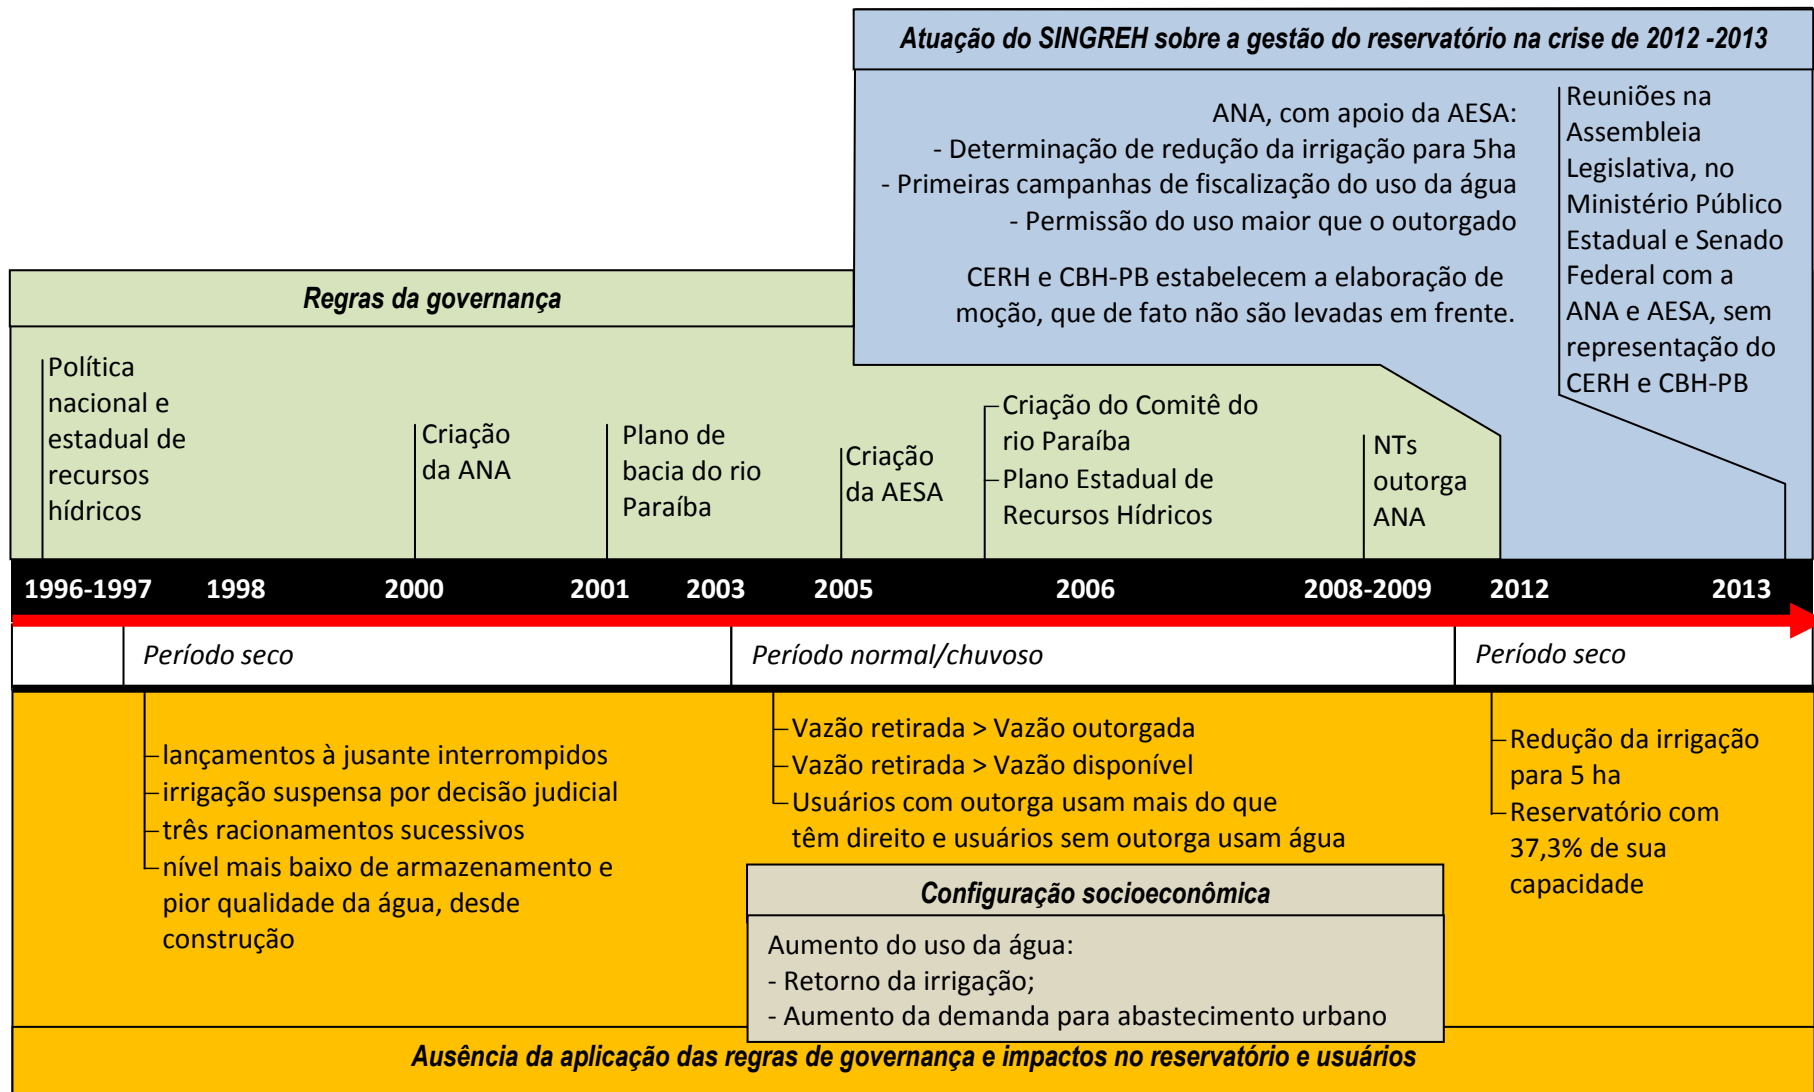 Atuação do SINGREH sobre a gestão do reservatório na crise de 2012 -2013
ANA, com apoio da AESA:
- Determinação de redução da irrigação para 5ha
- Primeiras campanhas de fiscalização do uso da água
- Permissão do uso maior que o outorgado
CERH e CBH-PB estabelecem a elaboração de
moção, que de fato não são levadas em frente.
Reuniões na
Assembleia
Legislativa, no
Ministério Público
Estadual e Senado
Federal com a
ANA e AESA, sem
representação do
CERH e CBH-PB
Regras da governança
Política
nacional e
estadual de
recursos
hídricos
Criação
da ANA
Plano de
bacia do rio
Paraíba
Criação
da AESA
Criação do Comitê do
rio Paraíba
Plano Estadual de
Recursos Hídricos
NTs
outorga
ANA
1996-1997 1998 2000 2001 2003 2005 2006 2008-2009 2012 2013
Período seco
Período normal/chuvoso
Período seco
lançamentos à jusante interrompidos
irrigação suspensa por decisão judicial
três racionamentos sucessivos
nível mais baixo de armazenamento e
pior qualidade da água, desde
construção
Vazão retirada > Vazão outorgada
Vazão retirada > Vazão disponível
Usuários com outorga usam mais do que
têm direito e usuários sem outorga usam água
Redução da irrigação
para 5 ha
Reservatório com
37,3% de sua
capacidade
Configuração socioeconômica
Aumento do uso da água:
- Retorno da irrigação;
- Aumento da demanda para abastecimento urbano
Ausência da aplicação das regras de governança e impactos no reservatório e usuários